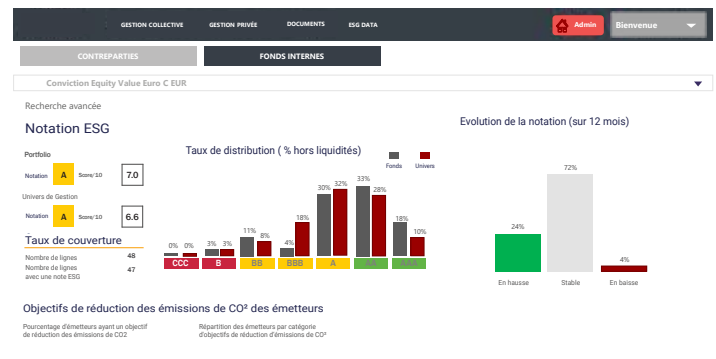 GESTION COLLECTIVE GESTION PRIVÉE DOCUMENTS ESG DATA Admin Bienvenue
CONTREPARTIES FONDS INTERNES
Conviction Equity Value Euro C EUR
Recherche avancée
Notation ESG
Portfolio
Notation A Score/10 7.0
Univers de Gestion
Notation A Score/10 6.6
Taux de couverture
Nombre de lignes 48
Nombre de lignes
avec une note ESG 47
Taux de distribution ( % hors liquidités)
Fonds Univers
0% 0% 3% 3% 11% 8% 4% 18% 30% 32% 33% 28% 18% 10%
CCC B BB BBB A AA AAA
Evolution de la notation (sur 12 mois)
24% 72% 4%
En hausse Stable En baisse
Objectifs de réduction des émissions de CO² des émetteurs
Pourcentage d'émetteurs ayant un objectif
de réduction des émissions de CO2
Répartition des émetteurs par catégorie
d'objectifs de réduction d'émissions de CO²